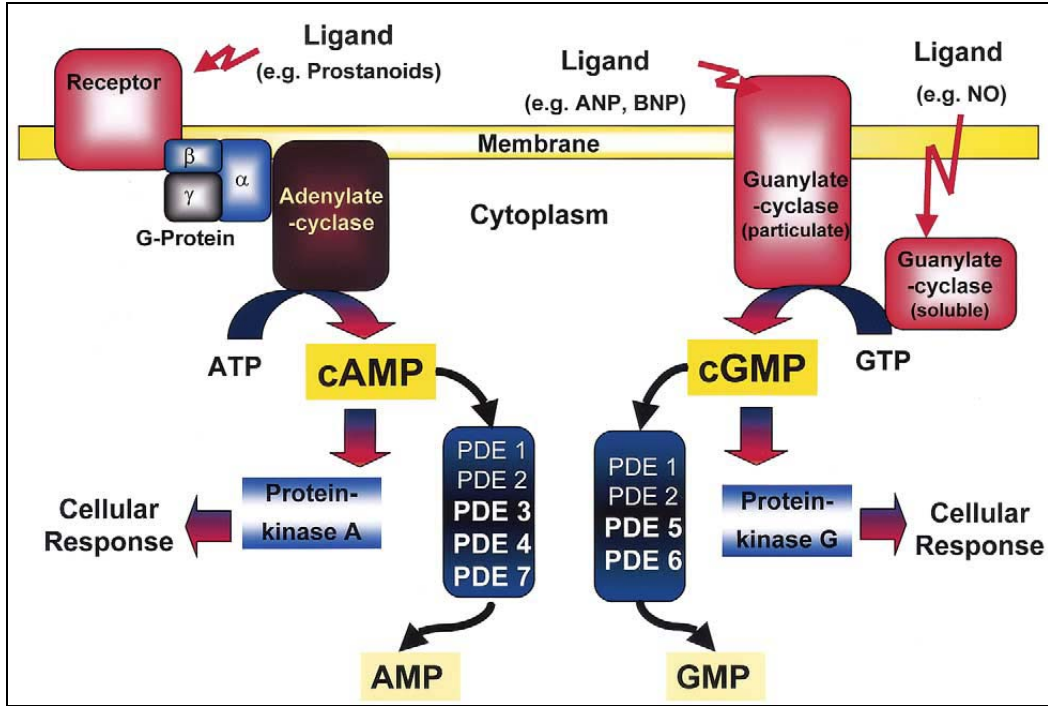 Ligand
(e.g. Prostanoids)
Receptor
Ligand
(e.g. ANP, BNP)
Ligand
(e.g. NO)
Membrane
β
γ
α
G-Protein
Adenylate
-cyclase
Cytoplasm
Guanylate
-cyclase
(particulate)
Guanylate
-cyclase
(soluble)
ATP
cAMP
cGMP
GTP
PDE 1
PDE 2
PDE 3
PDE 4
PDE 7
PDE 1
PDE 2
PDE 5
PDE 6
Cellular
Response
Protein-
kinase A
Protein-
kinase G
Cellular
Response
AMP
GMP